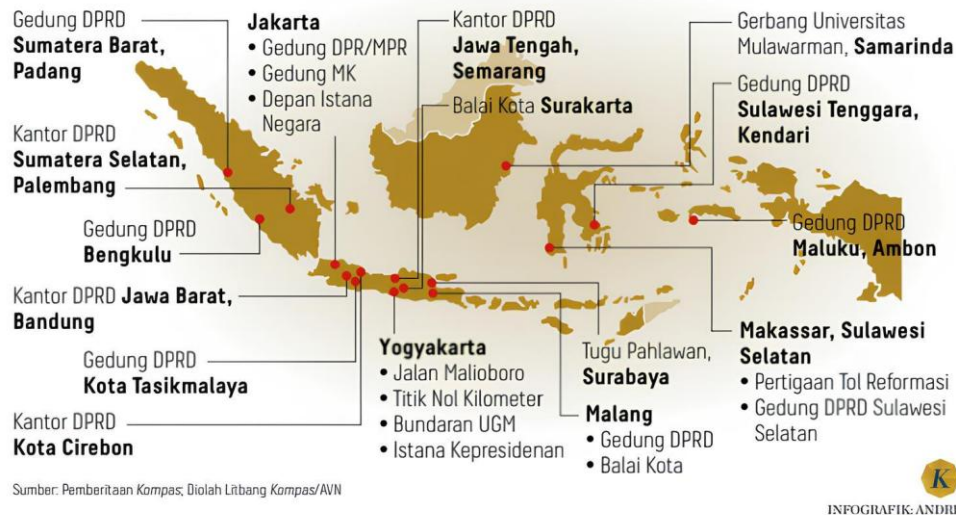 Gedung DPRD
Sumatera Barat,
Padang
Kantor DPRD
Sumatera Selatan,
Palembang
Gedung DPRD
Bengkulu
Kantor DPRD Jawa Barat,
Bandung
Gedung DPRD
Kota Tasikmalaya
Kantor DPRD
Kota Cirebon
Jakarta
• Gedung DPR/MPR
• Gedung MK
• Depan Istana
Negara
Kantor DPRD
Jawa Tengah,
Semarang
Balai Kota Surakarta
Yogyakarta
• Jalan Malioboro
• Titik Nol Kilometer
• Bundaran UGM
• Istana Kepresidenan
Tugu Pahlawan,
Surabaya
Malang
• Gedung DPRD
• Balai Kota
Gerbang Universitas
Mulawarman, Samarinda
Gedung DPRD
Sulawesi Tenggara,
Kendari
Gedung DPRD
Maluku, Ambon
Makassar, Sulawesi
Selatan
• Pertigaan Tol Reformasi
• Gedung DPRD Sulawesi
Selatan
Sumber: Pemberitaan Kompas; Diolah Litbang Kompas/AVN
K
INFOGRAFIK: ANDRI